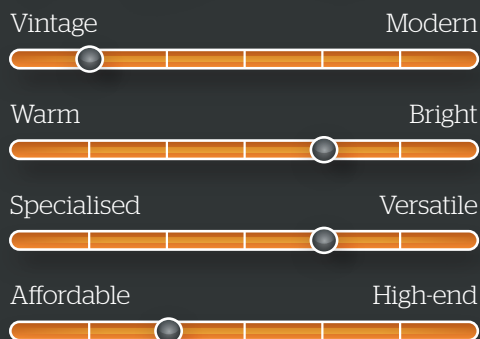 Vintage Modern
Warm Bright
Specialised Versatile
Affordable High-end